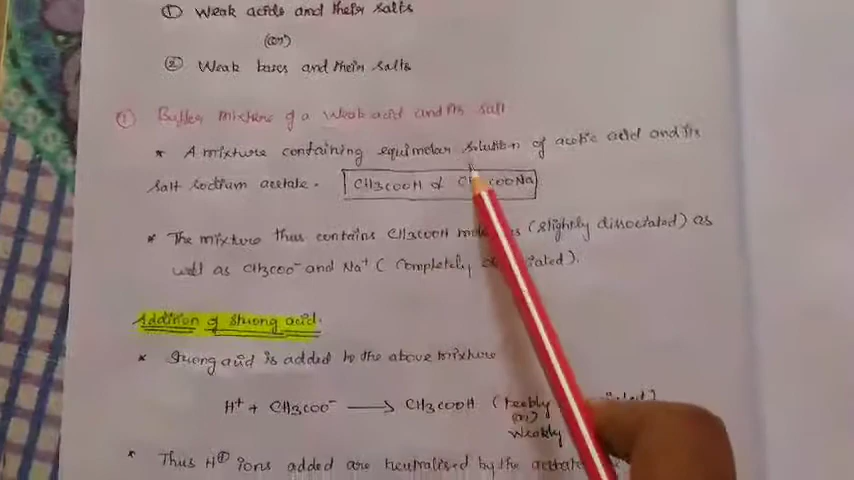 ① Weak acids and their salts
(or)
② Weak bases and their salts
① Buffer mixture of a weak acid and its salt
* A mixture containing equimolar solution of acetic acid and its
salt sodium acetate. CH3COOH & COONa
* The mixture thus contains CH3COOH (slightly dissociated) as
well as CH3COO⁻ and Na⁺ ( completely ).
Addition of strong acid.
* Strong acid is added to the above mixture
H⁺ + CH3COO⁻ ⟶ CH3COOH (feebly
(or)
weakly
* Thus H⊕ ions added are neutralised by the acetate